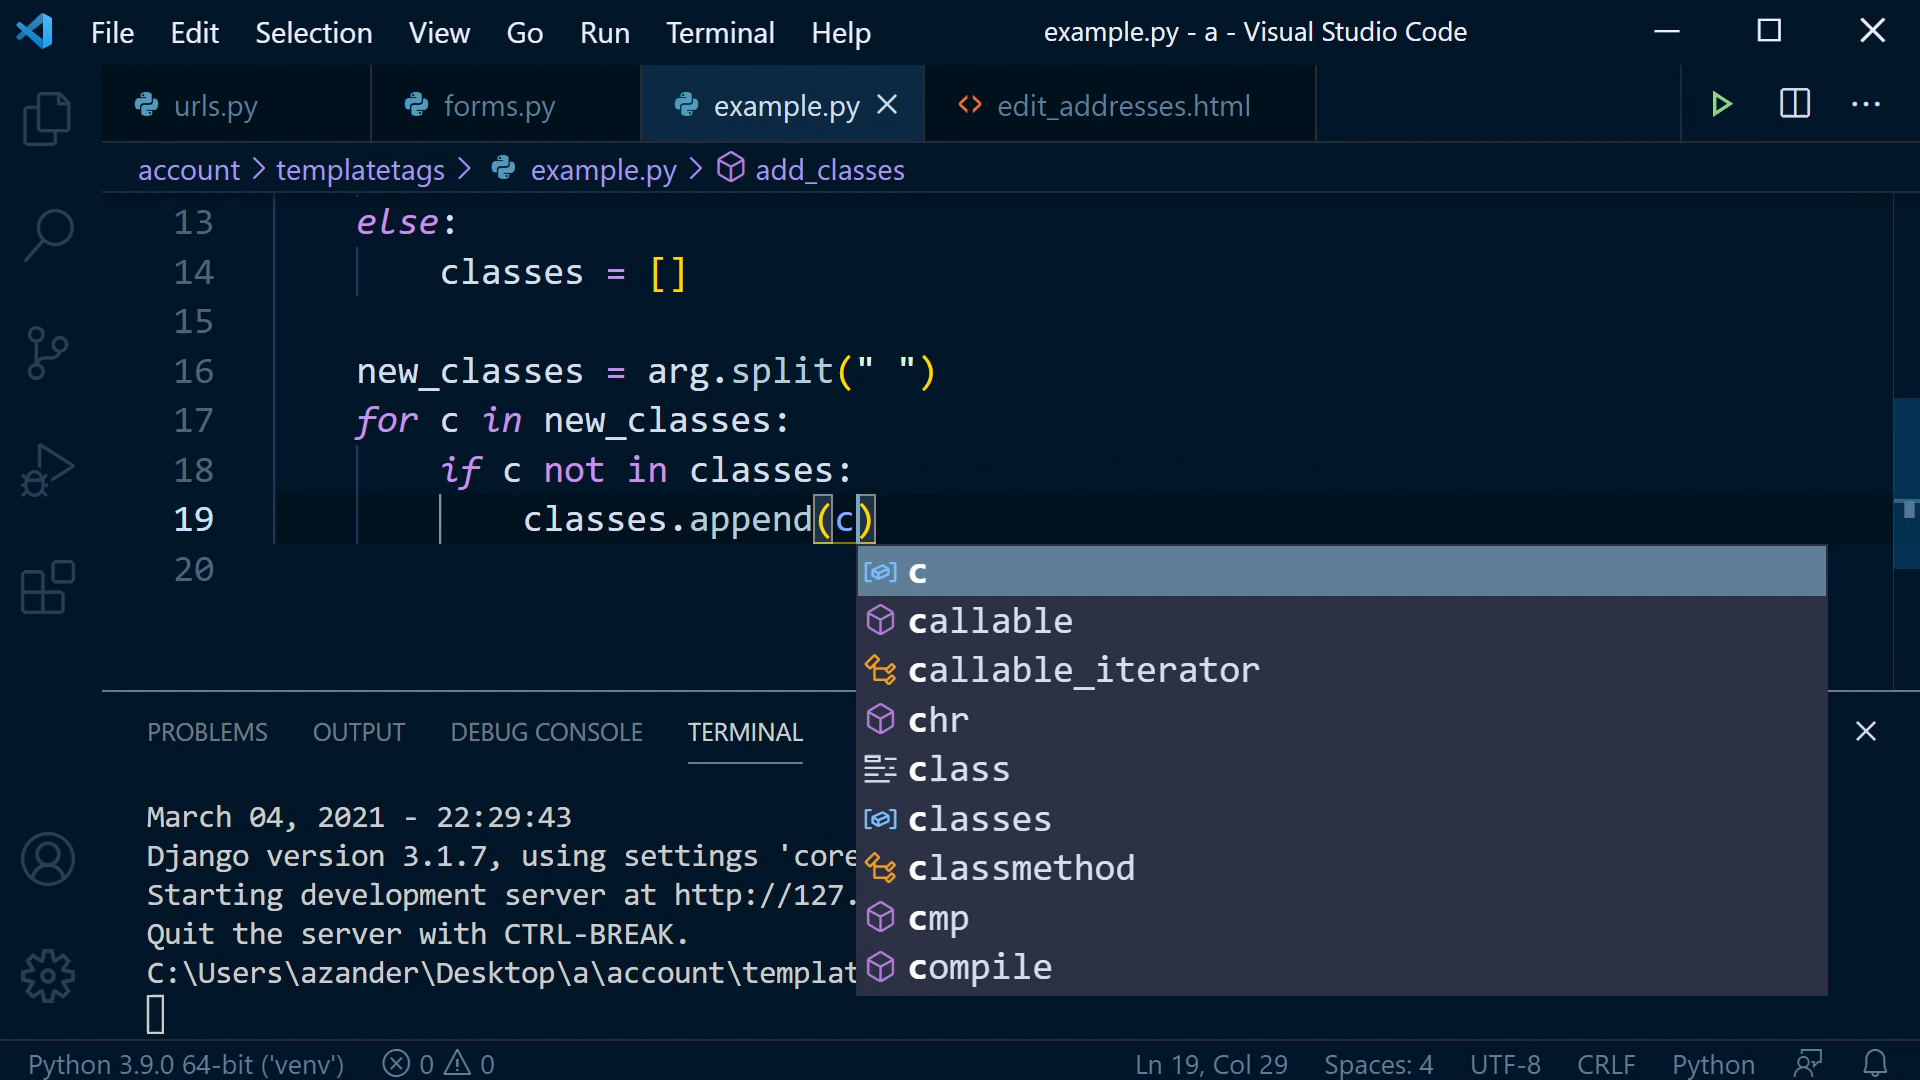 File Edit Selection View Go Run Terminal Help example.py - a - Visual Studio Code
urls.py forms.py example.py edit_addresses.html
account > templatetags > example.py > add_classes
13 else:
14 classes = []
15
16 new_classes = arg.split(" ")
17 for c in new_classes:
18 if c not in classes:
19 classes.append(c)
20
c
callable
callable_iterator
chr
class
classes
classmethod
cmp
compile
PROBLEMS OUTPUT DEBUG CONSOLE TERMINAL
March 04, 2021 - 22:29:43
Django version 3.1.7, using settings 'core
Starting development server at http://127.
Quit the server with CTRL-BREAK.
C:\Users\azander\Desktop\a\account\templat
Python 3.9.0 64-bit ('venv') 0 0 Ln 19, Col 29 Spaces: 4 UTF-8 CRLF Python